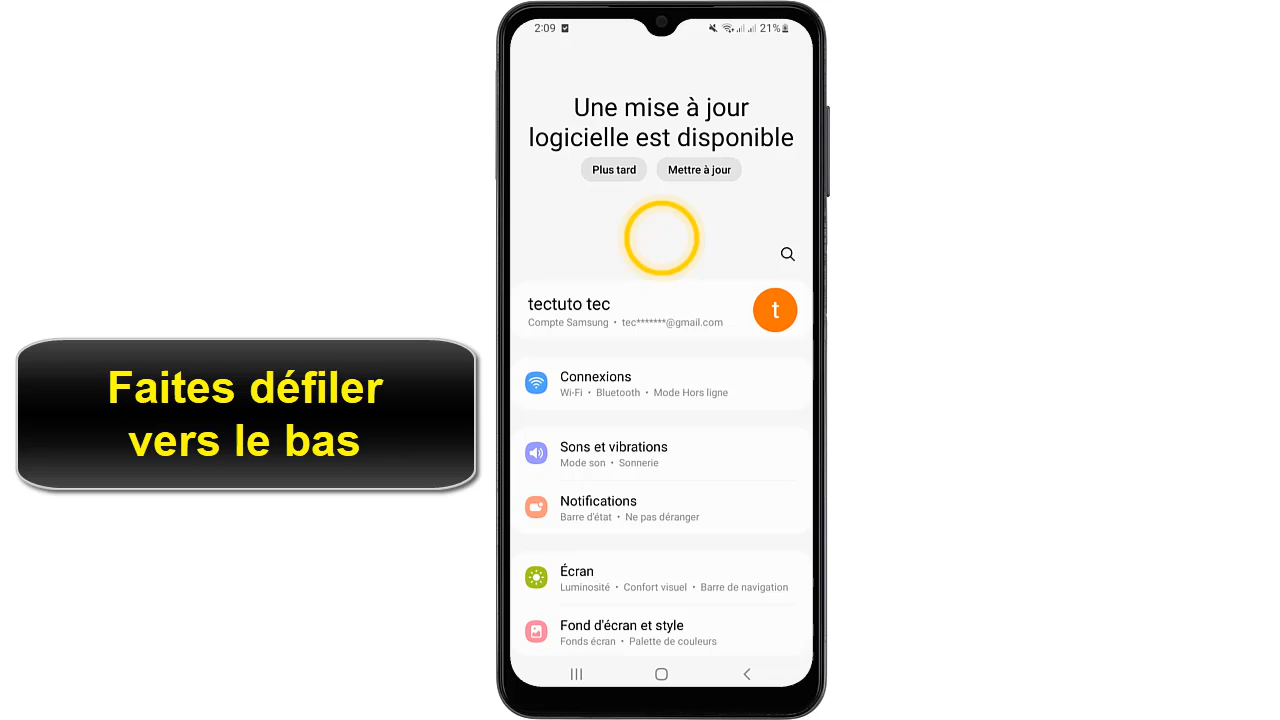 2:09
21%
Une mise à jour
logicielle est disponible
Plus tard
Mettre à jour
tectuto tec
Compte Samsung • tec*******@gmail.com
t
Connexions
Wi-Fi • Bluetooth • Mode Hors ligne
Sons et vibrations
Mode son • Sonnerie
Notifications
Barre d'état • Ne pas déranger
Écran
Luminosité • Confort visuel • Barre de navigation
Fond d'écran et style
Fonds écran • Palette de couleurs
Faites défiler
vers le bas